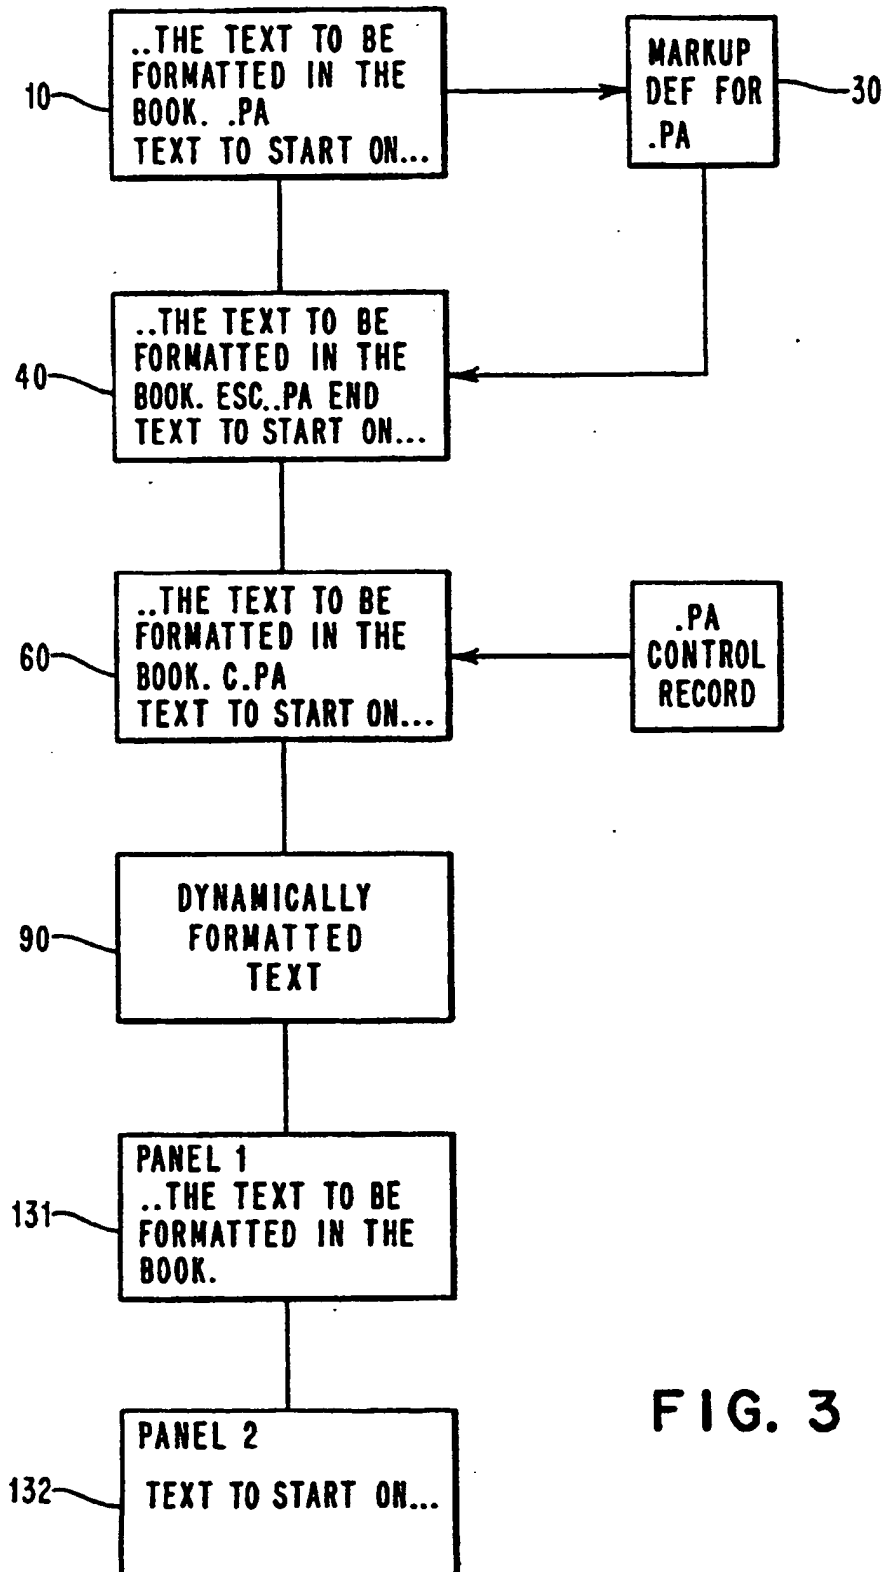 ..THE TEXT TO BE
FORMATTED IN THE
BOOK. .PA
TEXT TO START ON...
10
MARKUP
DEF FOR
.PA
30
..THE TEXT TO BE
FORMATTED IN THE
BOOK. ESC..PA END
TEXT TO START ON...
40
..THE TEXT TO BE
FORMATTED IN THE
BOOK. C.PA
TEXT TO START ON...
60
.PA
CONTROL
RECORD
DYNAMICALLY
FORMATTED
TEXT
90
PANEL 1
..THE TEXT TO BE
FORMATTED IN THE
BOOK.
131
PANEL 2
TEXT TO START ON...
132
FIG. 3